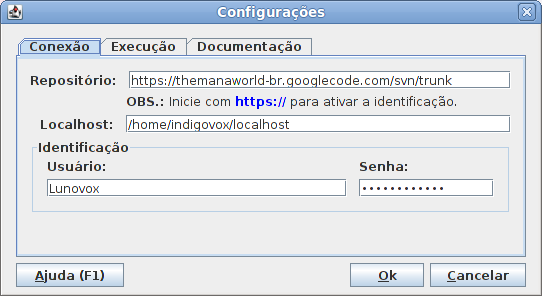 Configurações
Conexão Execução Documentação
Repositório: https://themanaworld-br.googlecode.com/svn/trunk
OBS.: Inicie com https:// para ativar a identificação.
Localhost: /home/indigovox/localhost
Identificação
Usuário: Senha:
Lunovox ••••••••••••
Ajuda (F1) Ok Cancelar